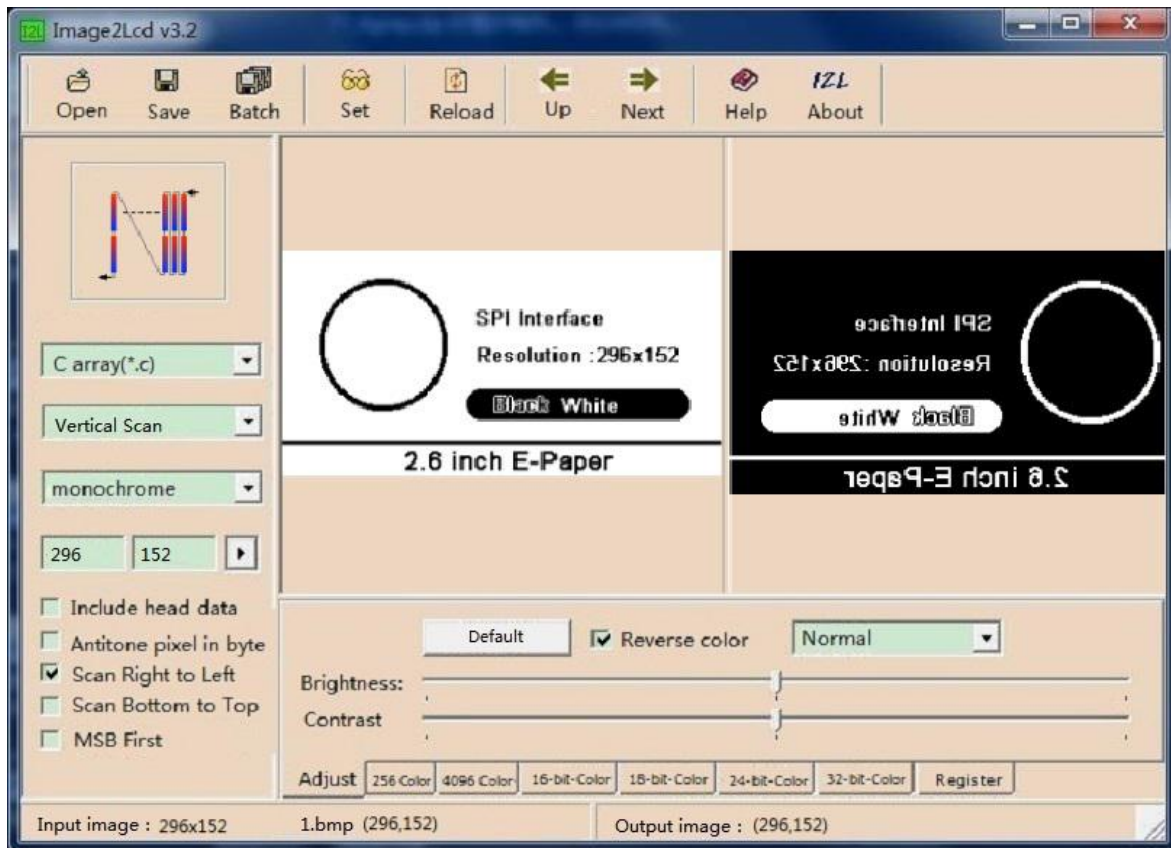 I2L Image2Lcd v3.2
Open Save Batch Set Reload Up Next Help About
I2L
C array(*.c)
Vertical Scan
monochrome
296 152
Include head data
Antitone pixel in byte
Scan Right to Left
Scan Bottom to Top
MSB First
SPI Interface
Resolution :296x152
Black White
2.6 inch E-Paper
SPI Interface
Resolution :296x152
Black White
2.6 inch E-Paper
Default Reverse color Normal
Brightness:
Contrast
Adjust 256 Color 4096 Color 16-bit-Color 18-bit-Color 24-bit-Color 32-bit-Color Register
Input image : 296x152 1.bmp (296,152) Output image : (296,152)